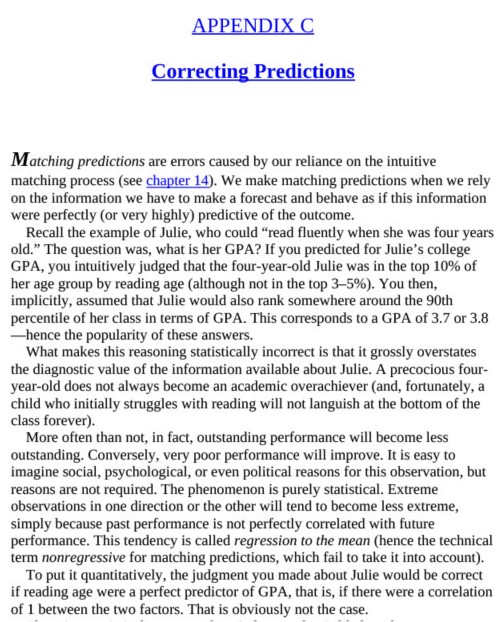 APPENDIX C
Correcting Predictions
Matching predictions are errors caused by our reliance on the intuitive
matching process (see chapter 14). We make matching predictions when we rely
on the information we have to make a forecast and behave as if this information
were perfectly (or very highly) predictive of the outcome.
Recall the example of Julie, who could “read fluently when she was four years
old.” The question was, what is her GPA? If you predicted for Julie’s college
GPA, you intuitively judged that the four-year-old Julie was in the top 10% of
her age group by reading age (although not in the top 3–5%). You then,
implicitly, assumed that Julie would also rank somewhere around the 90th
percentile of her class in terms of GPA. This corresponds to a GPA of 3.7 or 3.8
—hence the popularity of these answers.
What makes this reasoning statistically incorrect is that it grossly overstates
the diagnostic value of the information available about Julie. A precocious four-
year-old does not always become an academic overachiever (and, fortunately, a
child who initially struggles with reading will not languish at the bottom of the
class forever).
More often than not, in fact, outstanding performance will become less
outstanding. Conversely, very poor performance will improve. It is easy to
imagine social, psychological, or even political reasons for this observation, but
reasons are not required. The phenomenon is purely statistical. Extreme
observations in one direction or the other will tend to become less extreme,
simply because past performance is not perfectly correlated with future
performance. This tendency is called regression to the mean (hence the technical
term nonregressive for matching predictions, which fail to take it into account).
To put it quantitatively, the judgment you made about Julie would be correct
if reading age were a perfect predictor of GPA, that is, if there were a correlation
of 1 between the two factors. That is obviously not the case.